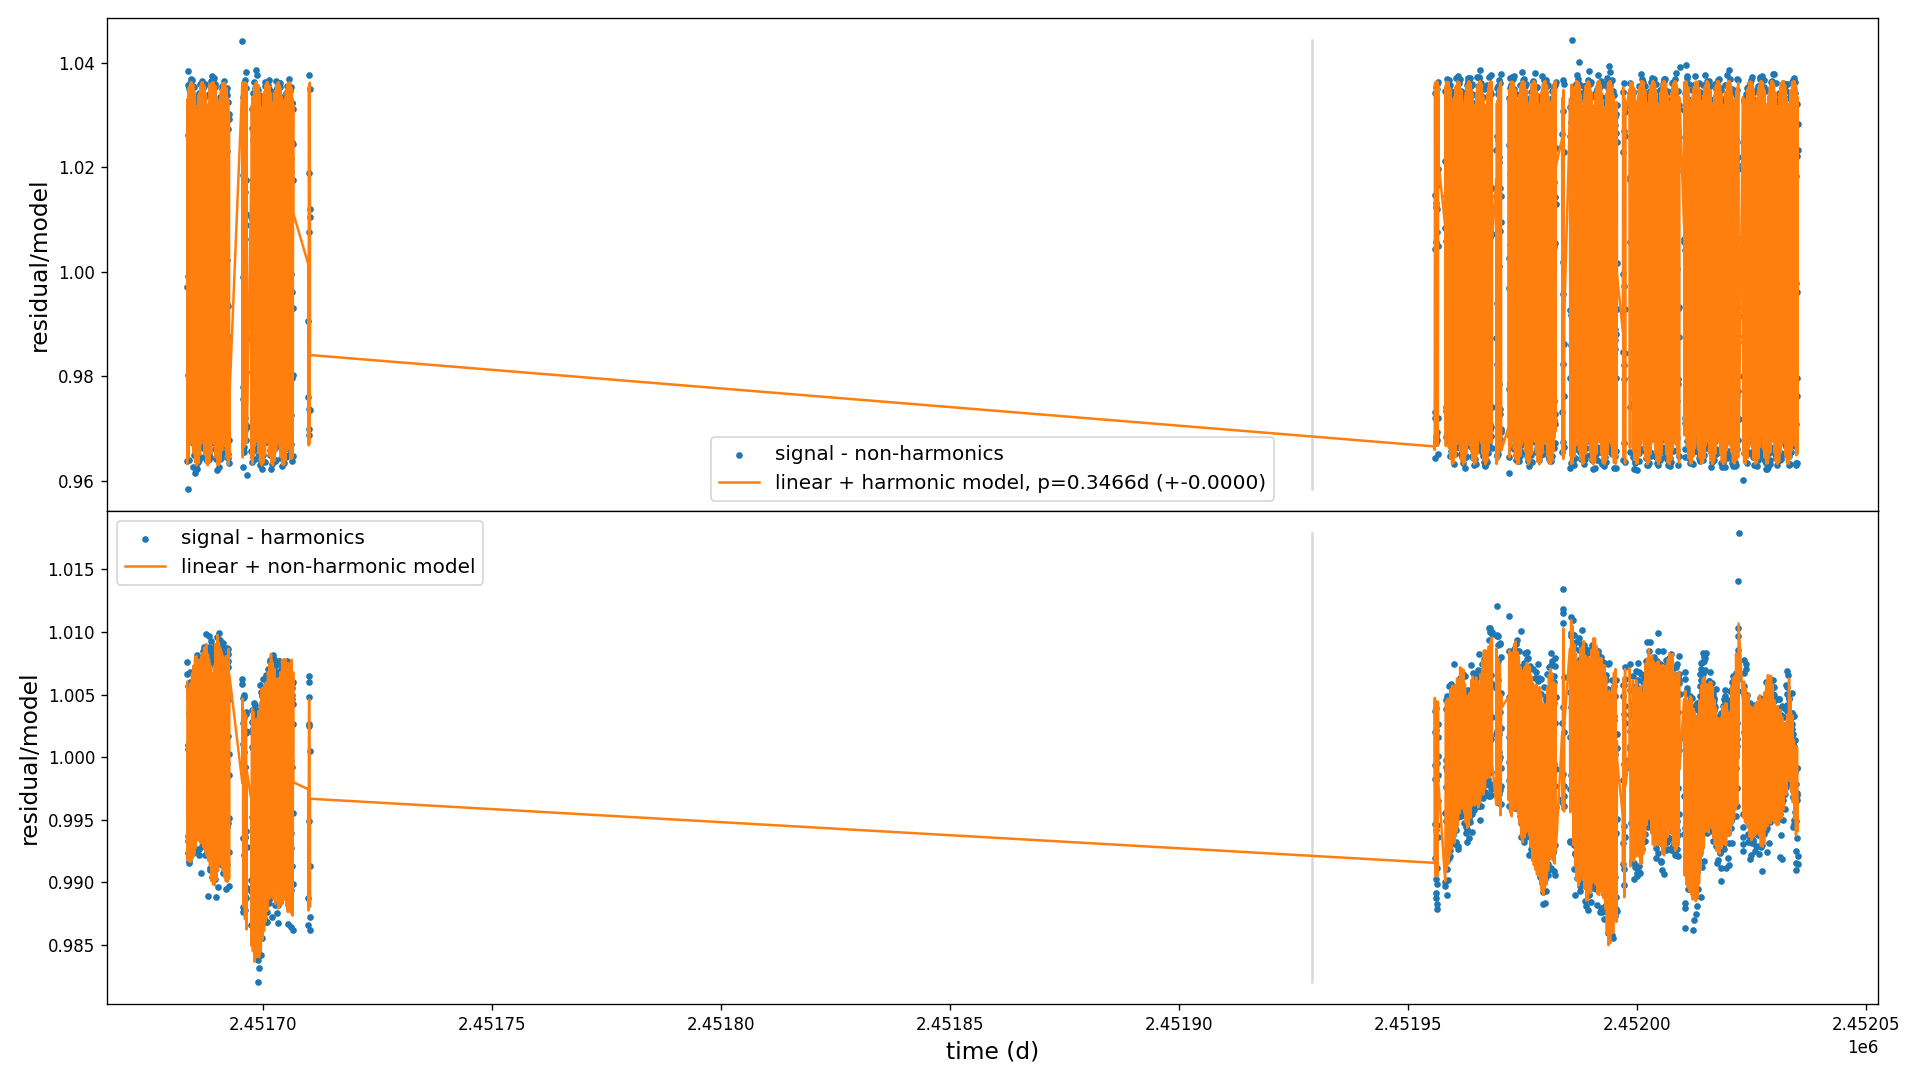 1.04
1.02
1.00
0.98
0.96
residual/model
signal - non-harmonics
linear + harmonic model, p=0.3466d (+-0.0000)
signal - harmonics
linear + non-harmonic model
1.015
1.010
1.005
1.000
0.995
0.990
0.985
residual/model
2.45170 2.45175 2.45180 2.45185 2.45190 2.45195 2.45200 2.45205
time (d)
1e6